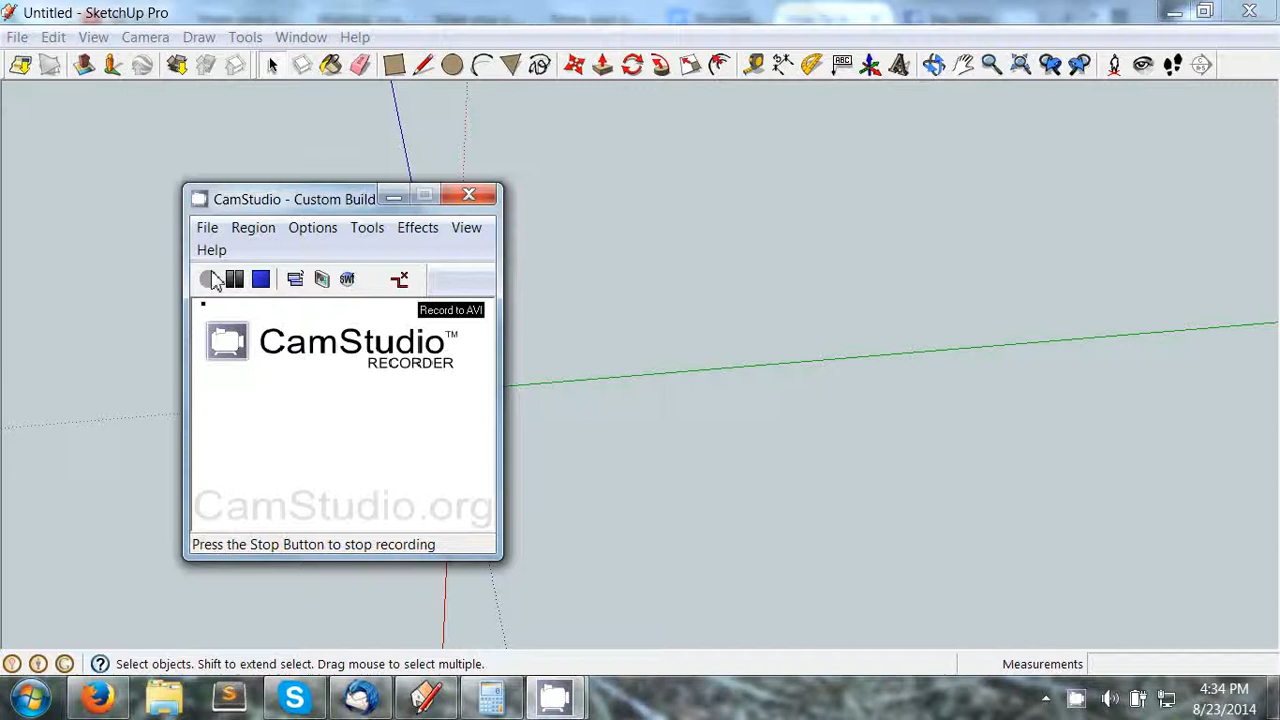 Untitled - SketchUp Pro
File Edit View Camera Draw Tools Window Help
ABC
CamStudio - Custom Build
File Region Options Tools Effects View
Help
SWF
Record to AVI
CamStudio™
RECORDER
CamStudio.org
Press the Stop Button to stop recording
Select objects. Shift to extend select. Drag mouse to select multiple.
Measurements
4:34 PM
8/23/2014